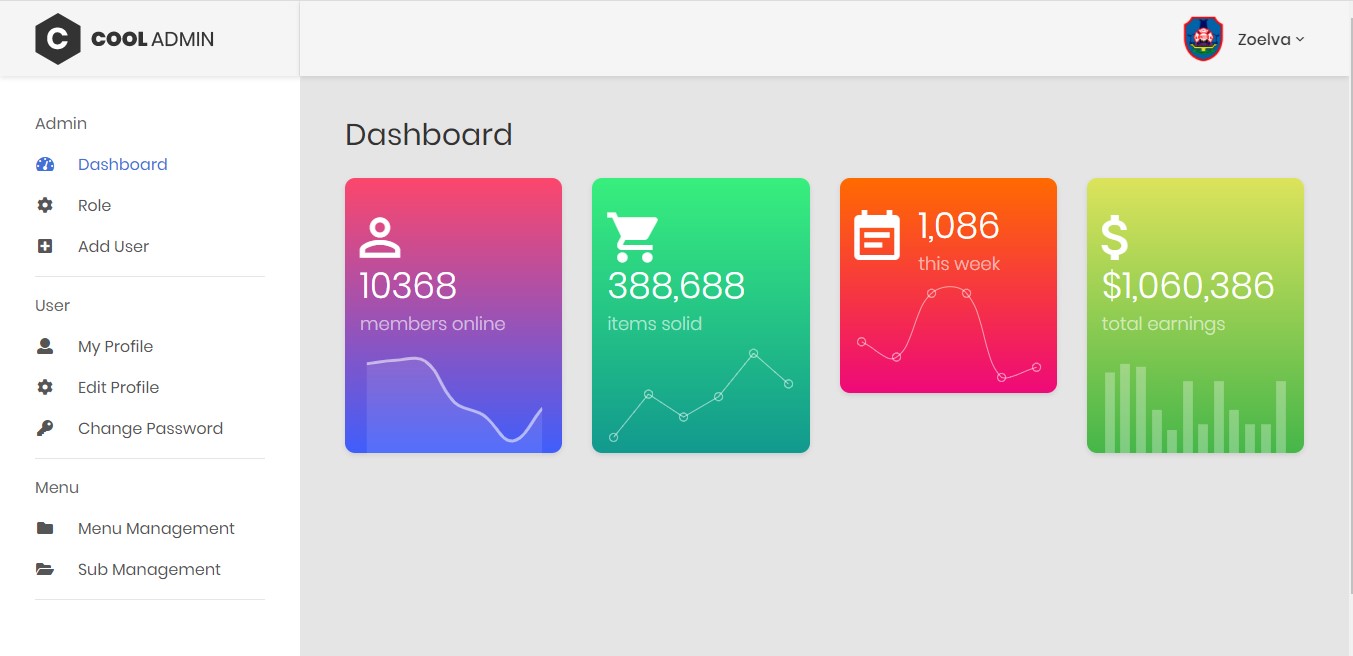 C COOL ADMIN
Zoelva
Admin
Dashboard
Role
Add User
User
My Profile
Edit Profile
Change Password
Menu
Menu Management
Sub Management
Dashboard
10368
members online
388,688
items solid
1,086
this week
$
$1,060,386
total earnings